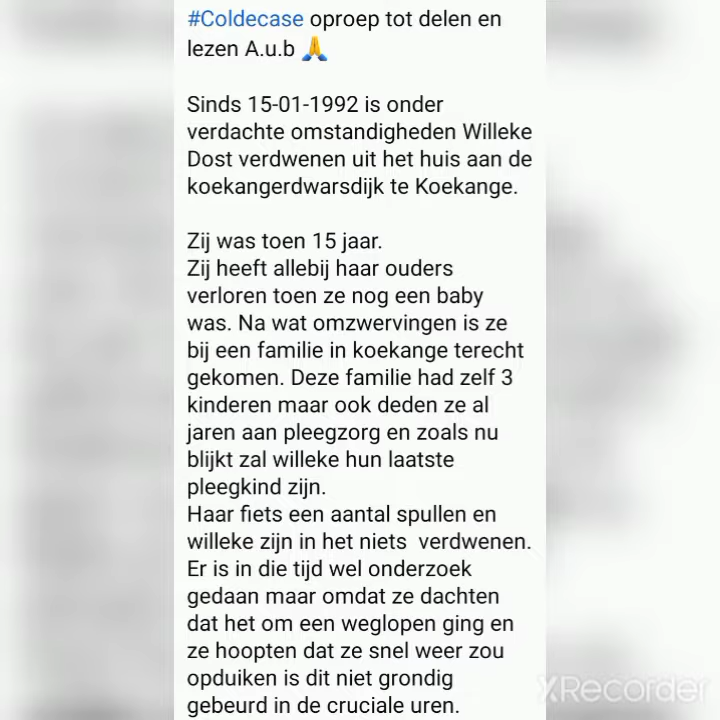 #Coldecase oproep tot delen en
lezen A.u.b 🙏
Sinds 15-01-1992 is onder
verdachte omstandigheden Willeke
Dost verdwenen uit het huis aan de
koekangerdwarsdijk te Koekange.
Zij was toen 15 jaar.
Zij heeft allebij haar ouders
verloren toen ze nog een baby
was. Na wat omzwervingen is ze
bij een familie in koekange terecht
gekomen. Deze familie had zelf 3
kinderen maar ook deden ze al
jaren aan pleegzorg en zoals nu
blijkt zal willeke hun laatste
pleegkind zijn.
Haar fiets een aantal spullen en
willeke zijn in het niets verdwenen.
Er is in die tijd wel onderzoek
gedaan maar omdat ze dachten
dat het om een weglopen ging en
ze hoopten dat ze snel weer zou
opduiken is dit niet grondig
gebeurd in de cruciale uren.
XRecorder